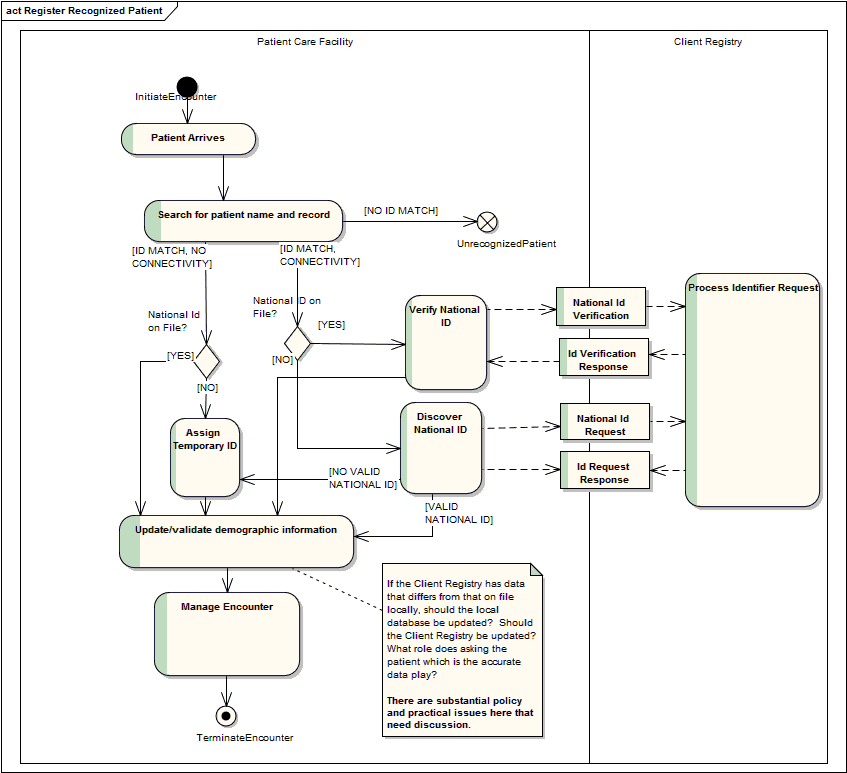 act Register Recognized Patient
Patient Care Facility
Client Registry
InitiateEncounter
Patient Arrives
Search for patient name and record
[NO ID MATCH]
UnrecognizedPatient
[ID MATCH, NO
CONNECTIVITY]
[ID MATCH,
CONNECTIVITY]
National Id
on File?
National ID on
File?
[YES]
[NO]
[YES]
[NO]
Verify National
ID
National Id
Verification
Process Identifier Request
Id Verification
Response
Assign
Temporary ID
Discover
National ID
National Id
Request
Id Request
Response
[NO VALID
NATIONAL ID]
[VALID
NATIONAL ID]
Update/validate demographic information
Manage Encounter
TerminateEncounter
If the Client Registry has data
that differs from that on file
locally, should the local
database be updated?  Should
the Client Registry be updated?
What role does asking the
patient which is the accurate
data play?
There are substantial policy
and practical issues here that
need discussion.